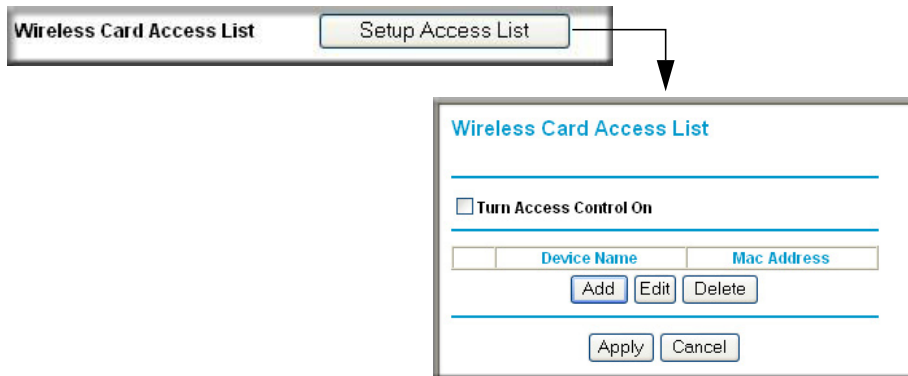 Wireless Card Access List Setup Access List
Wireless Card Access List
Turn Access Control On
Device Name Mac Address
Add Edit Delete
Apply Cancel